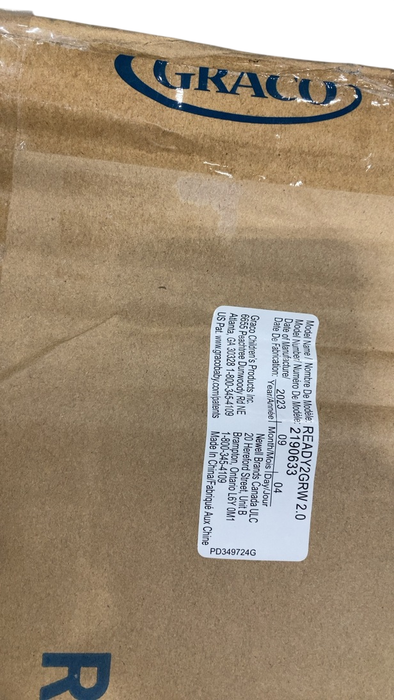 GRACO
Model Name / Nombre De Modèle: READY2GRW 2.0
Model Number/ Numéro De Modèle: 2190633
Date of Manufacture/
Date De Fabrication: 2023 / 09 / 04
Year/Année / Month/Mois / Day/Jour
Graco Children's Products Inc.
6655 Peachtree Dunwoody Rd NE
Atlanta, GA 30328 1-800-345-4109
US Pat. www.gracobaby.com/patents
Newell Brands Canada ULC
20 Hereford Street, Unit B
Brampton, Ontario L6Y 0M1
1-800-345-4109
Made In China/Fabriqué Aux Chine
PD349724G
R